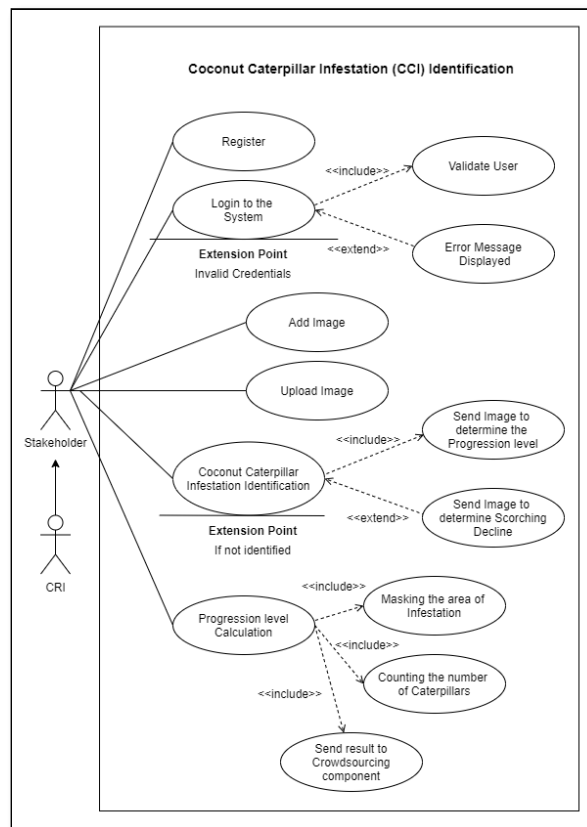 Coconut Caterpillar Infestation (CCI) Identification
Register
<<include>>
Validate User
Login to the
System
<<extend>>
Error Message
Displayed
Extension Point
Invalid Credentials
Add Image
Upload Image
Stakeholder
Send Image to
determine the
Progression level
<<include>>
Coconut Caterpillar
Infestation Identification
<<extend>>
Send Image to
determine Scorching
Decline
Extension Point
If not identified
CRI
<<include>>
Masking the area of
Infestation
Progression level
Calculation
<<include>>
Counting the number
of Caterpillars
<<include>>
Send result to
Crowdsourcing
component